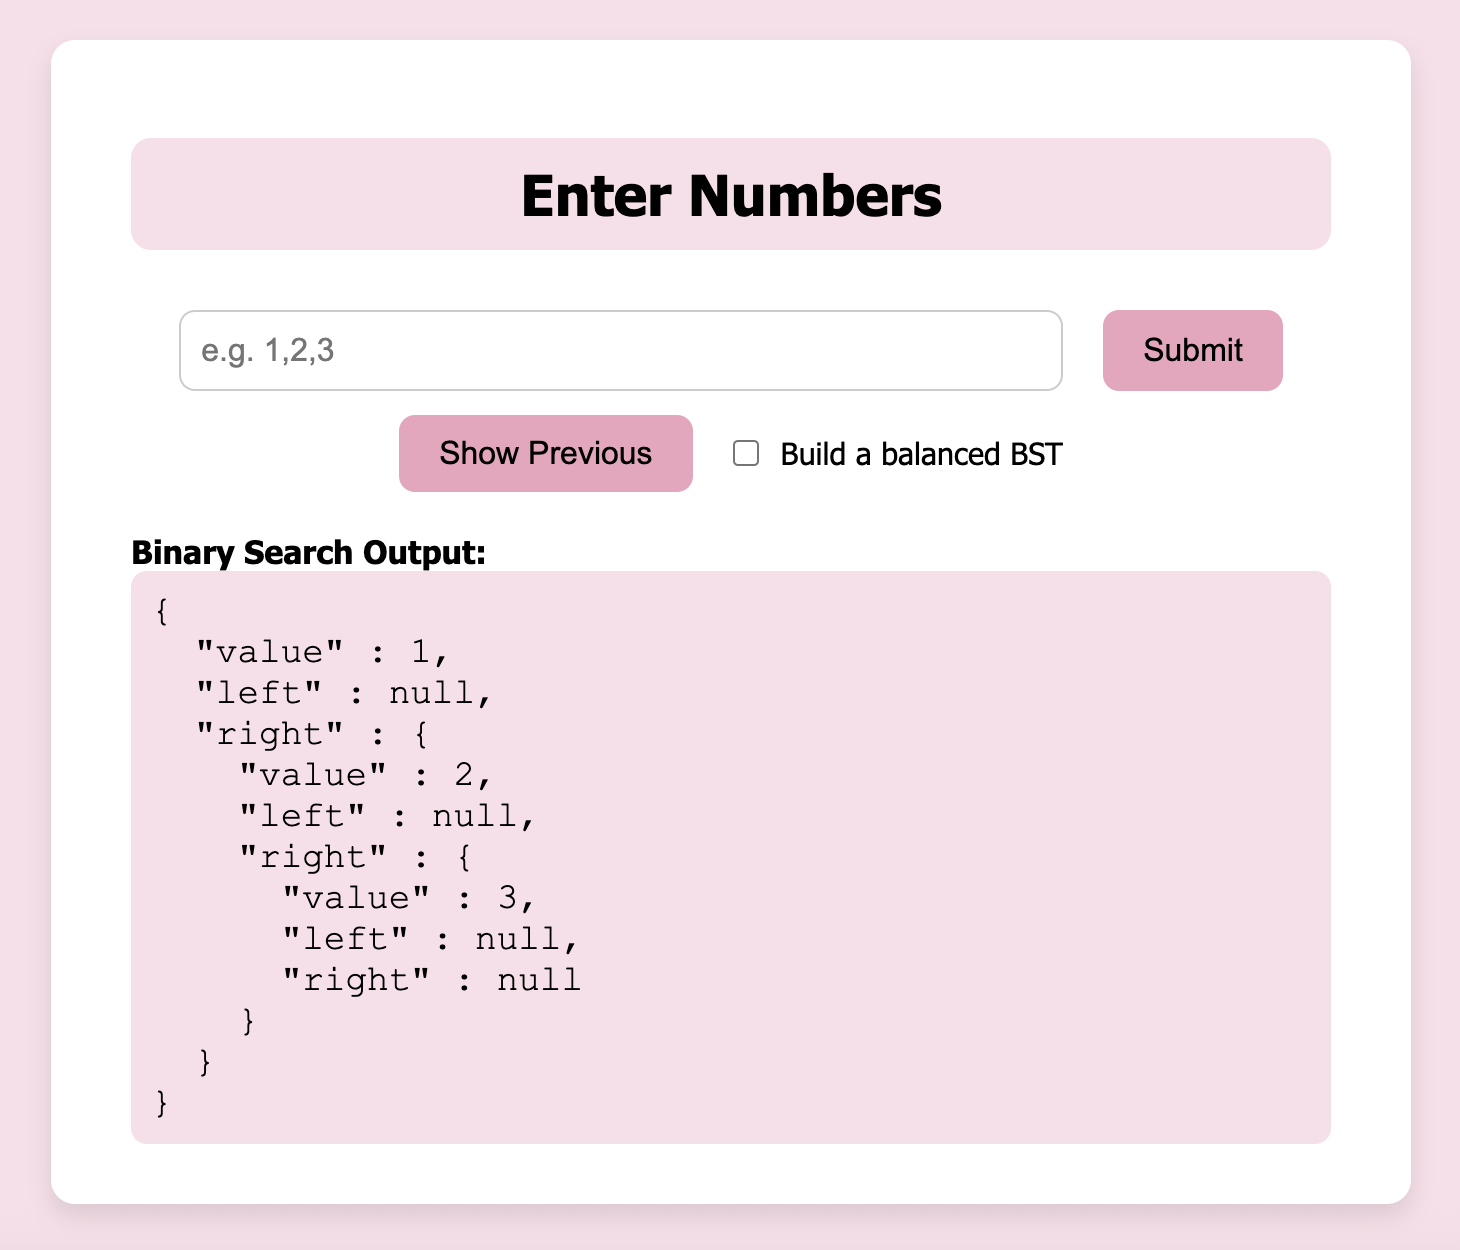 Enter Numbers
e.g. 1,2,3
Submit
Show Previous
Build a balanced BST
Binary Search Output:
{
  "value" : 1,
  "left" : null,
  "right" : {
    "value" : 2,
    "left" : null,
    "right" : {
      "value" : 3,
      "left" : null,
      "right" : null
    }
  }
}